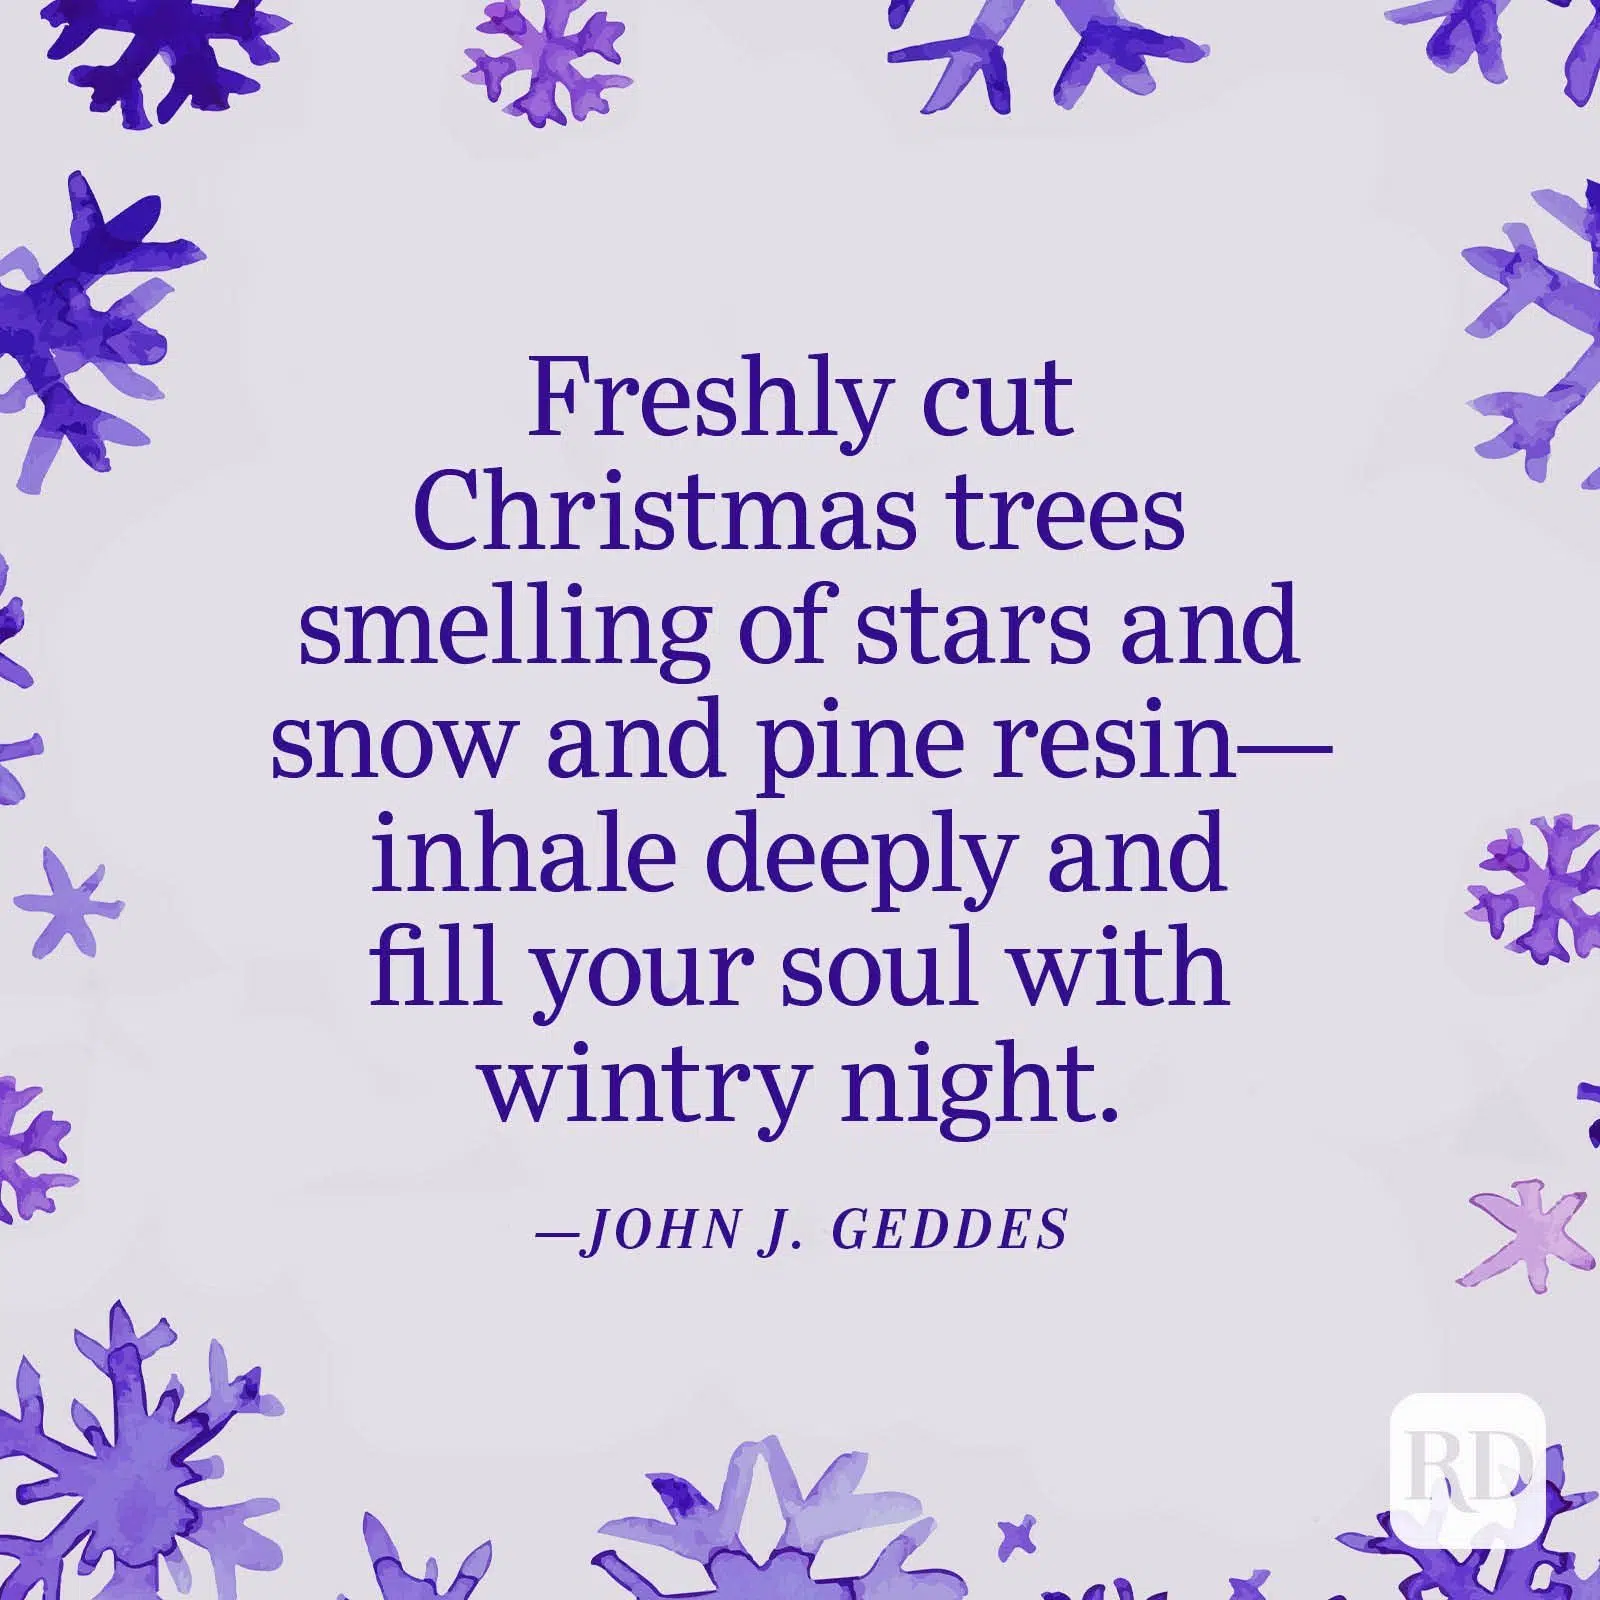 Freshly cut
Christmas trees
smelling of stars and
snow and pine resin—
inhale deeply and
fill your soul with
wintry night.
—JOHN J. GEDDES
RD